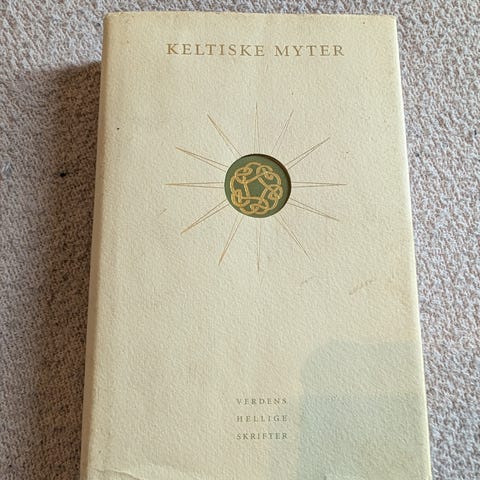 KELTISKE MYTER
VERDENS
HELLIGE
SKRIFTER